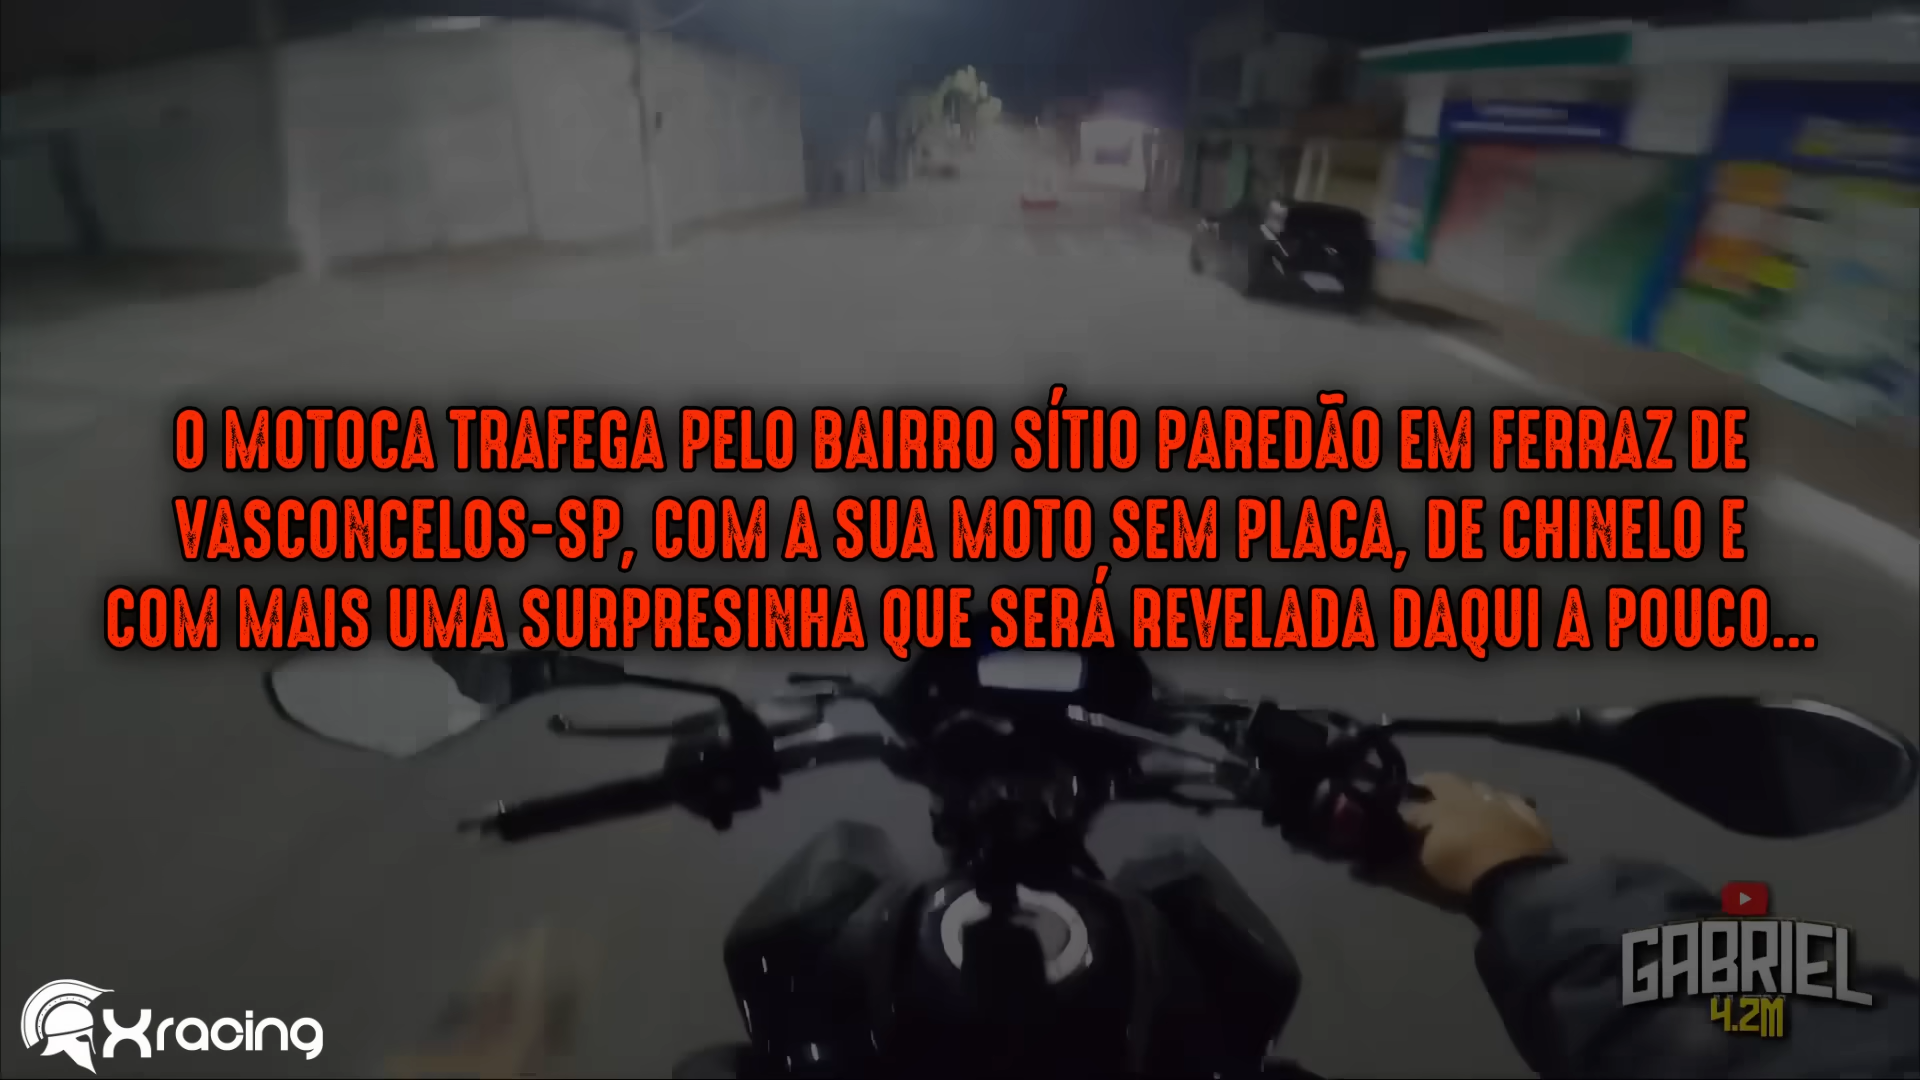 O MOTOCA TRAFEGA PELO BAIRRO SÍTIO PAREDÃO EM FERRAZ DE
VASCONCELOS-SP, COM A SUA MOTO SEM PLACA, DE CHINELO E
COM MAIS UMA SURPRESINHA QUE SERÁ REVELADA DAQUI A POUCO...
GABRIEL
4.2M
Xracing